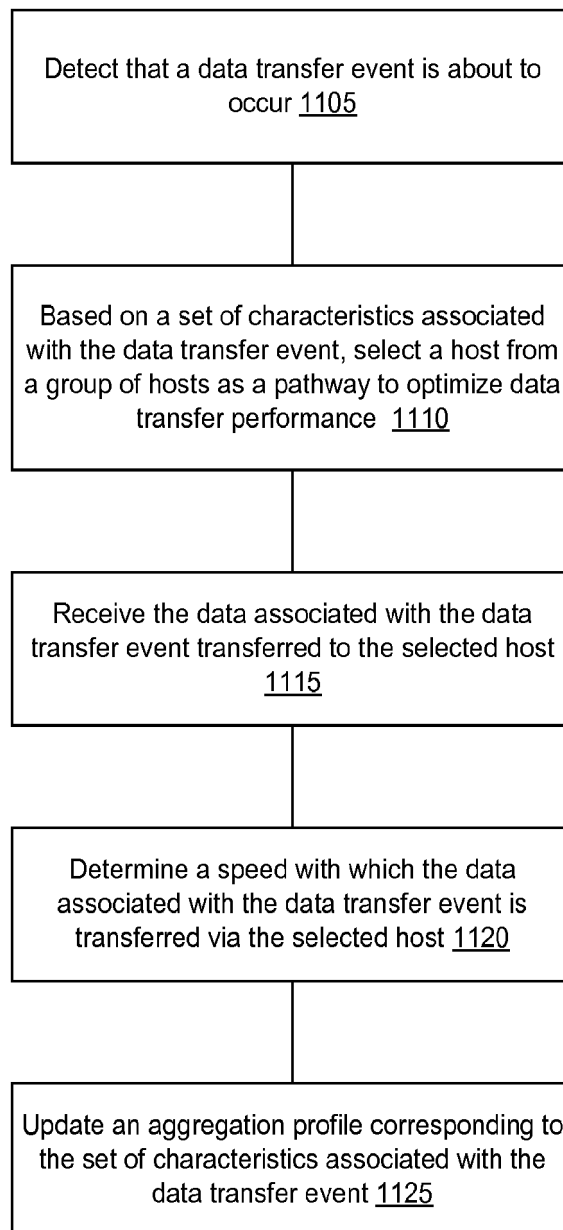 Detect that a data transfer event is about to
occur 1105
Based on a set of characteristics associated
with the data transfer event, select a host from
a group of hosts as a pathway to optimize data
transfer performance 1110
Receive the data associated with the data
transfer event transferred to the selected host
1115
Determine a speed with which the data
associated with the data transfer event is
transferred via the selected host 1120
Update an aggregation profile corresponding to
the set of characteristics associated with the
data transfer event 1125